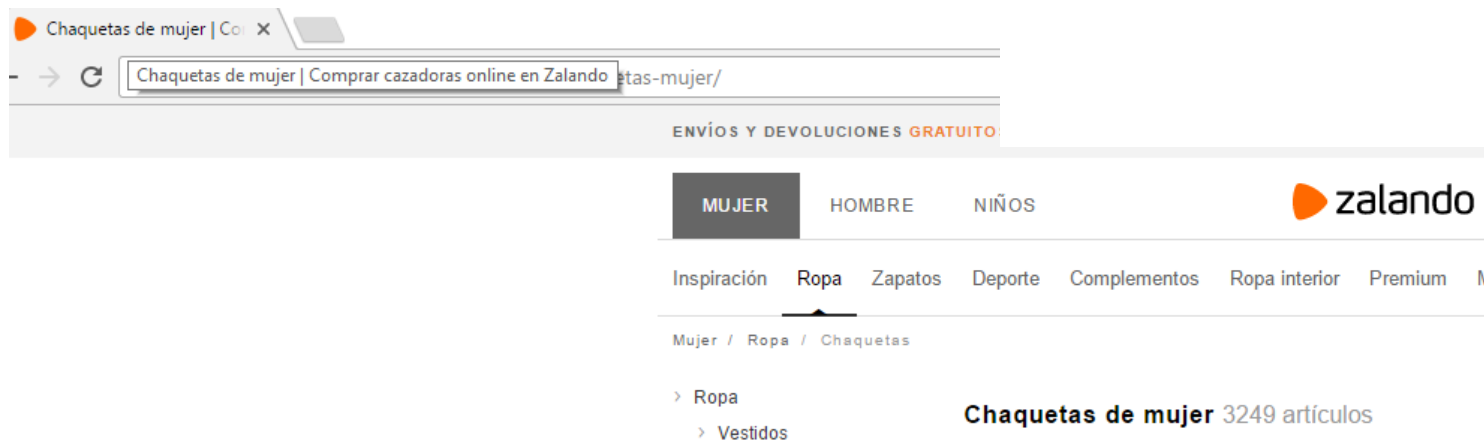 Chaquetas de mujer | Co
Chaquetas de mujer | Comprar cazadoras online en Zalando
tas-mujer/
ENVÍOS Y DEVOLUCIONES GRATUITO
MUJER HOMBRE NIÑOS zalando
Inspiración Ropa Zapatos Deporte Complementos Ropa interior Premium
Mujer / Ropa / Chaquetas
> Ropa
Chaquetas de mujer 3249 artículos
> Vestidos